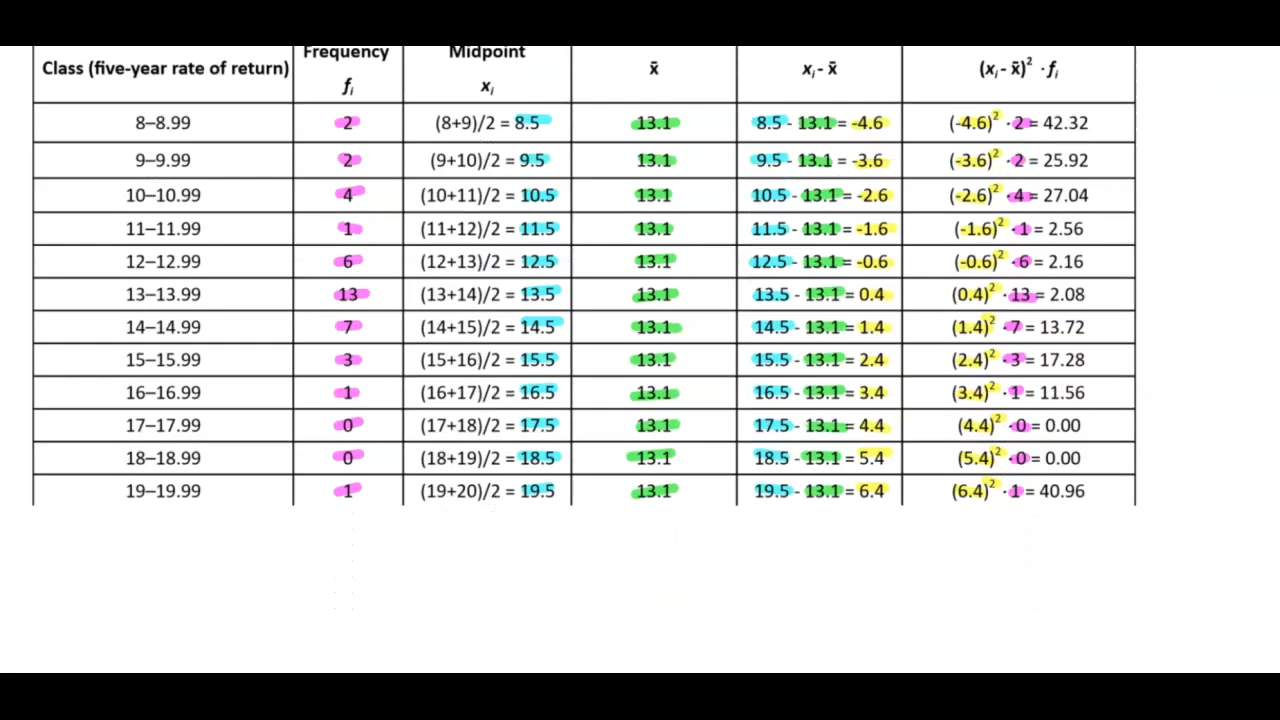 Class (five-year rate of return) Frequency fᵢ Midpoint xᵢ x̄ xᵢ - x̄ (xᵢ - x̄)² · fᵢ
8–8.99 2 (8+9)/2 = 8.5 13.1 8.5 - 13.1 = -4.6 (-4.6)² · 2 = 42.32
9–9.99 2 (9+10)/2 = 9.5 13.1 9.5 - 13.1 = -3.6 (-3.6)² · 2 = 25.92
10–10.99 4 (10+11)/2 = 10.5 13.1 10.5 - 13.1 = -2.6 (-2.6)² · 4 = 27.04
11–11.99 1 (11+12)/2 = 11.5 13.1 11.5 - 13.1 = -1.6 (-1.6)² · 1 = 2.56
12–12.99 6 (12+13)/2 = 12.5 13.1 12.5 - 13.1 = -0.6 (-0.6)² · 6 = 2.16
13–13.99 13 (13+14)/2 = 13.5 13.1 13.5 - 13.1 = 0.4 (0.4)² · 13 = 2.08
14–14.99 7 (14+15)/2 = 14.5 13.1 14.5 - 13.1 = 1.4 (1.4)² · 7 = 13.72
15–15.99 3 (15+16)/2 = 15.5 13.1 15.5 - 13.1 = 2.4 (2.4)² · 3 = 17.28
16–16.99 1 (16+17)/2 = 16.5 13.1 16.5 - 13.1 = 3.4 (3.4)² · 1 = 11.56
17–17.99 0 (17+18)/2 = 17.5 13.1 17.5 - 13.1 = 4.4 (4.4)² · 0 = 0.00
18–18.99 0 (18+19)/2 = 18.5 13.1 18.5 - 13.1 = 5.4 (5.4)² · 0 = 0.00
19–19.99 1 (19+20)/2 = 19.5 13.1 19.5 - 13.1 = 6.4 (6.4)² · 1 = 40.96